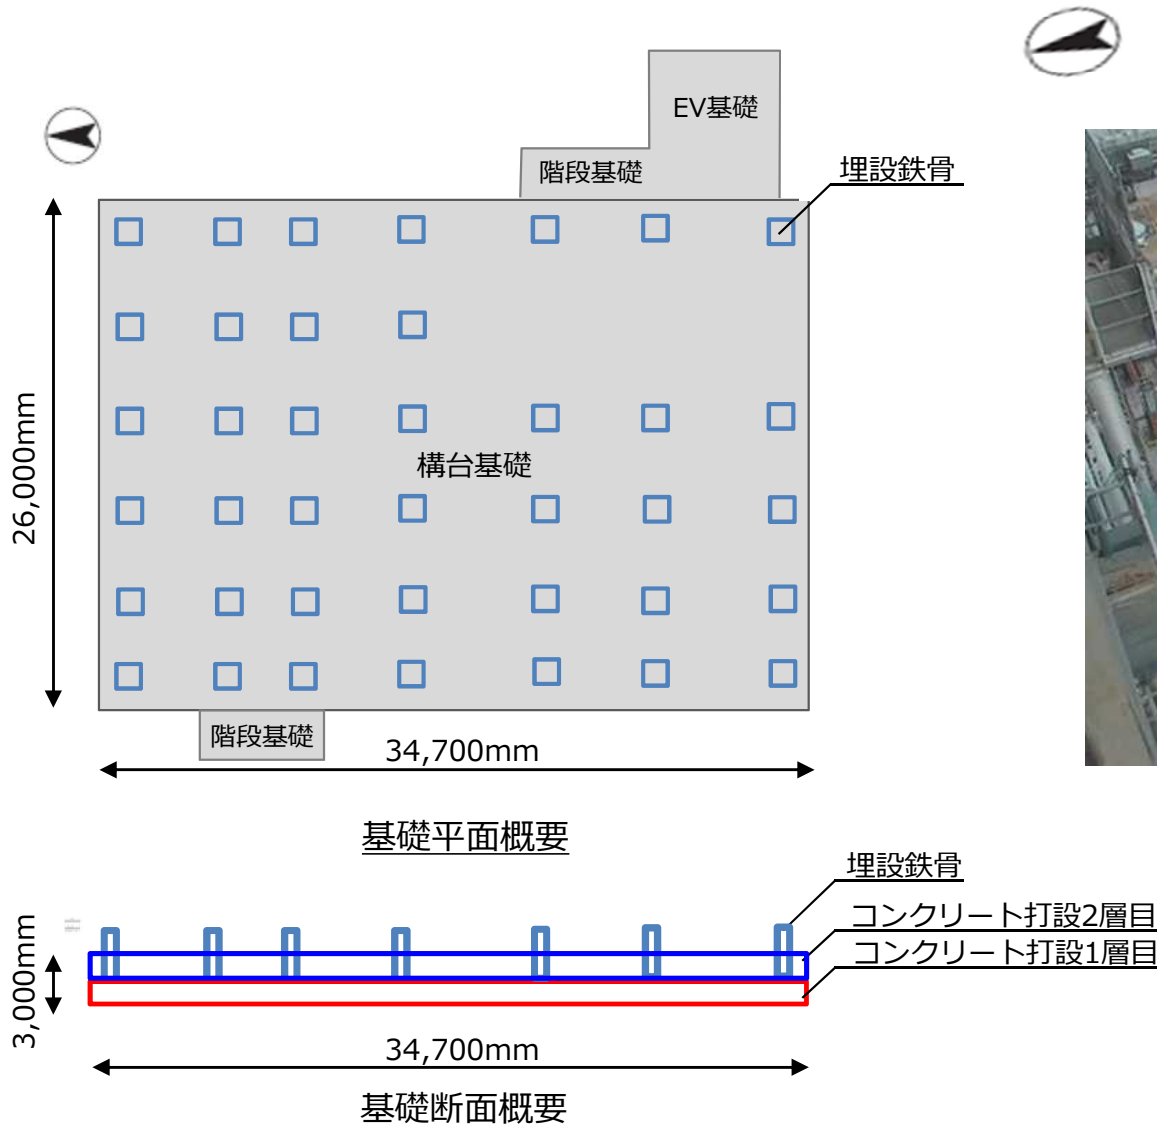 EV基礎
階段基礎
埋設鉄骨
26,000mm
構台基礎
階段基礎
34,700mm
基礎平面概要
埋設鉄骨
コンクリート打設2層目
コンクリート打設1層目
3,000mm
34,700mm
基礎断面概要